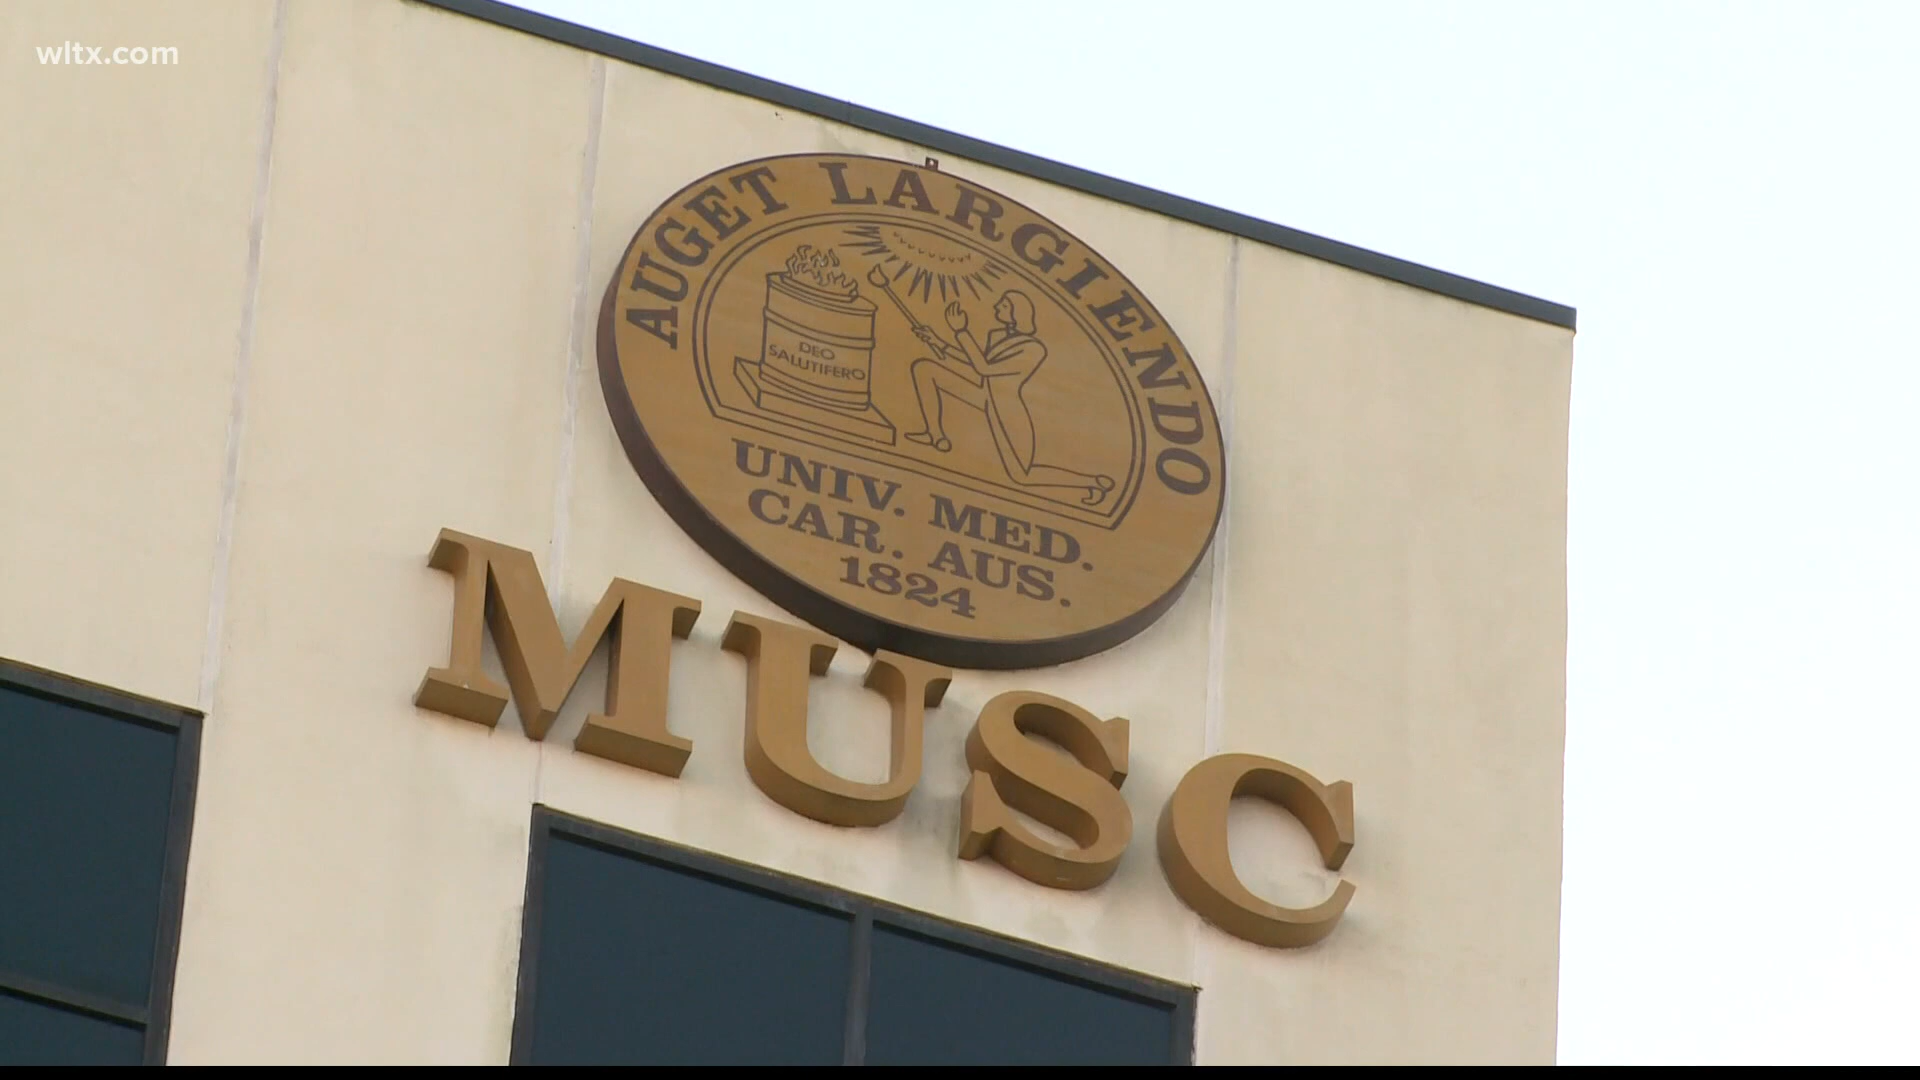 wltx.com
AUGET LARGIENDO
DEO
SALUTIFERO
UNIV. MED.
CAR. AUS.
1824
MUSC